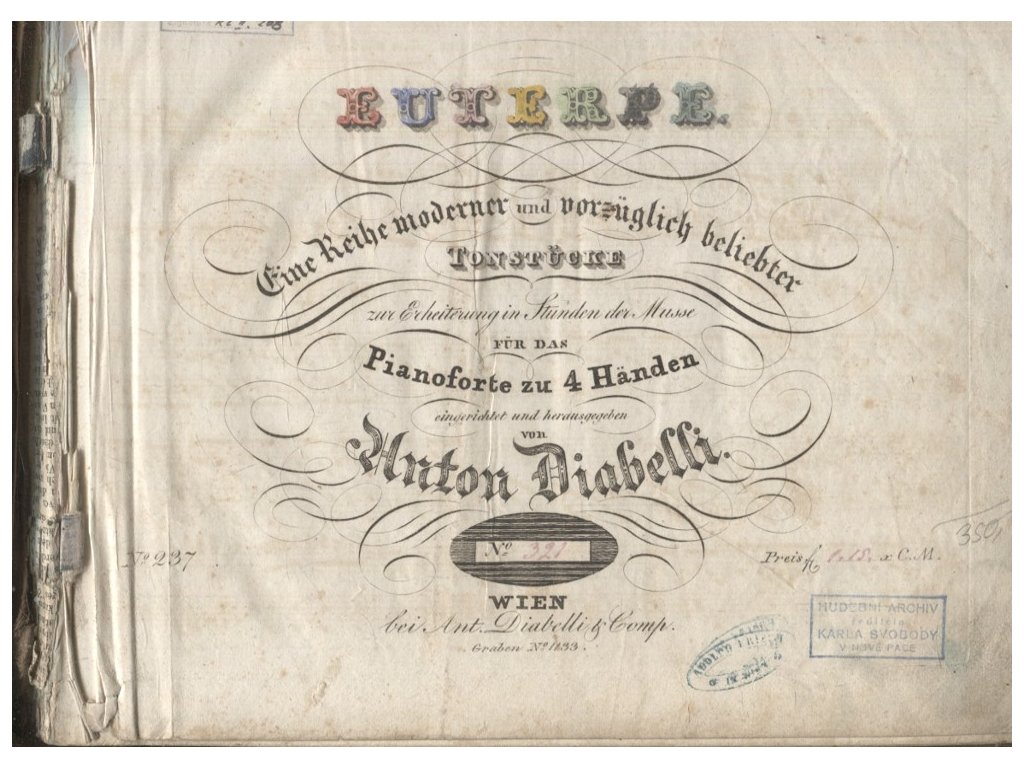 EUTERPE.
Eine Reihe moderner und vorzüglich beliebter
TONSTÜCKE
zur Erheiterung in Stunden der Musse
FÜR DAS
Pianoforte zu 4 Händen
eingerichtet und herausgegeben
von
Anton Diabelli.
No 321
No 237.
Preis f x C.M.
350,
WIEN
bei Ant. Diabelli & Comp.
Graben No 1133.
HUDEBNÍ ARCHIV
ředitele
KARLA SVOBODY
V NOVÉ PACE